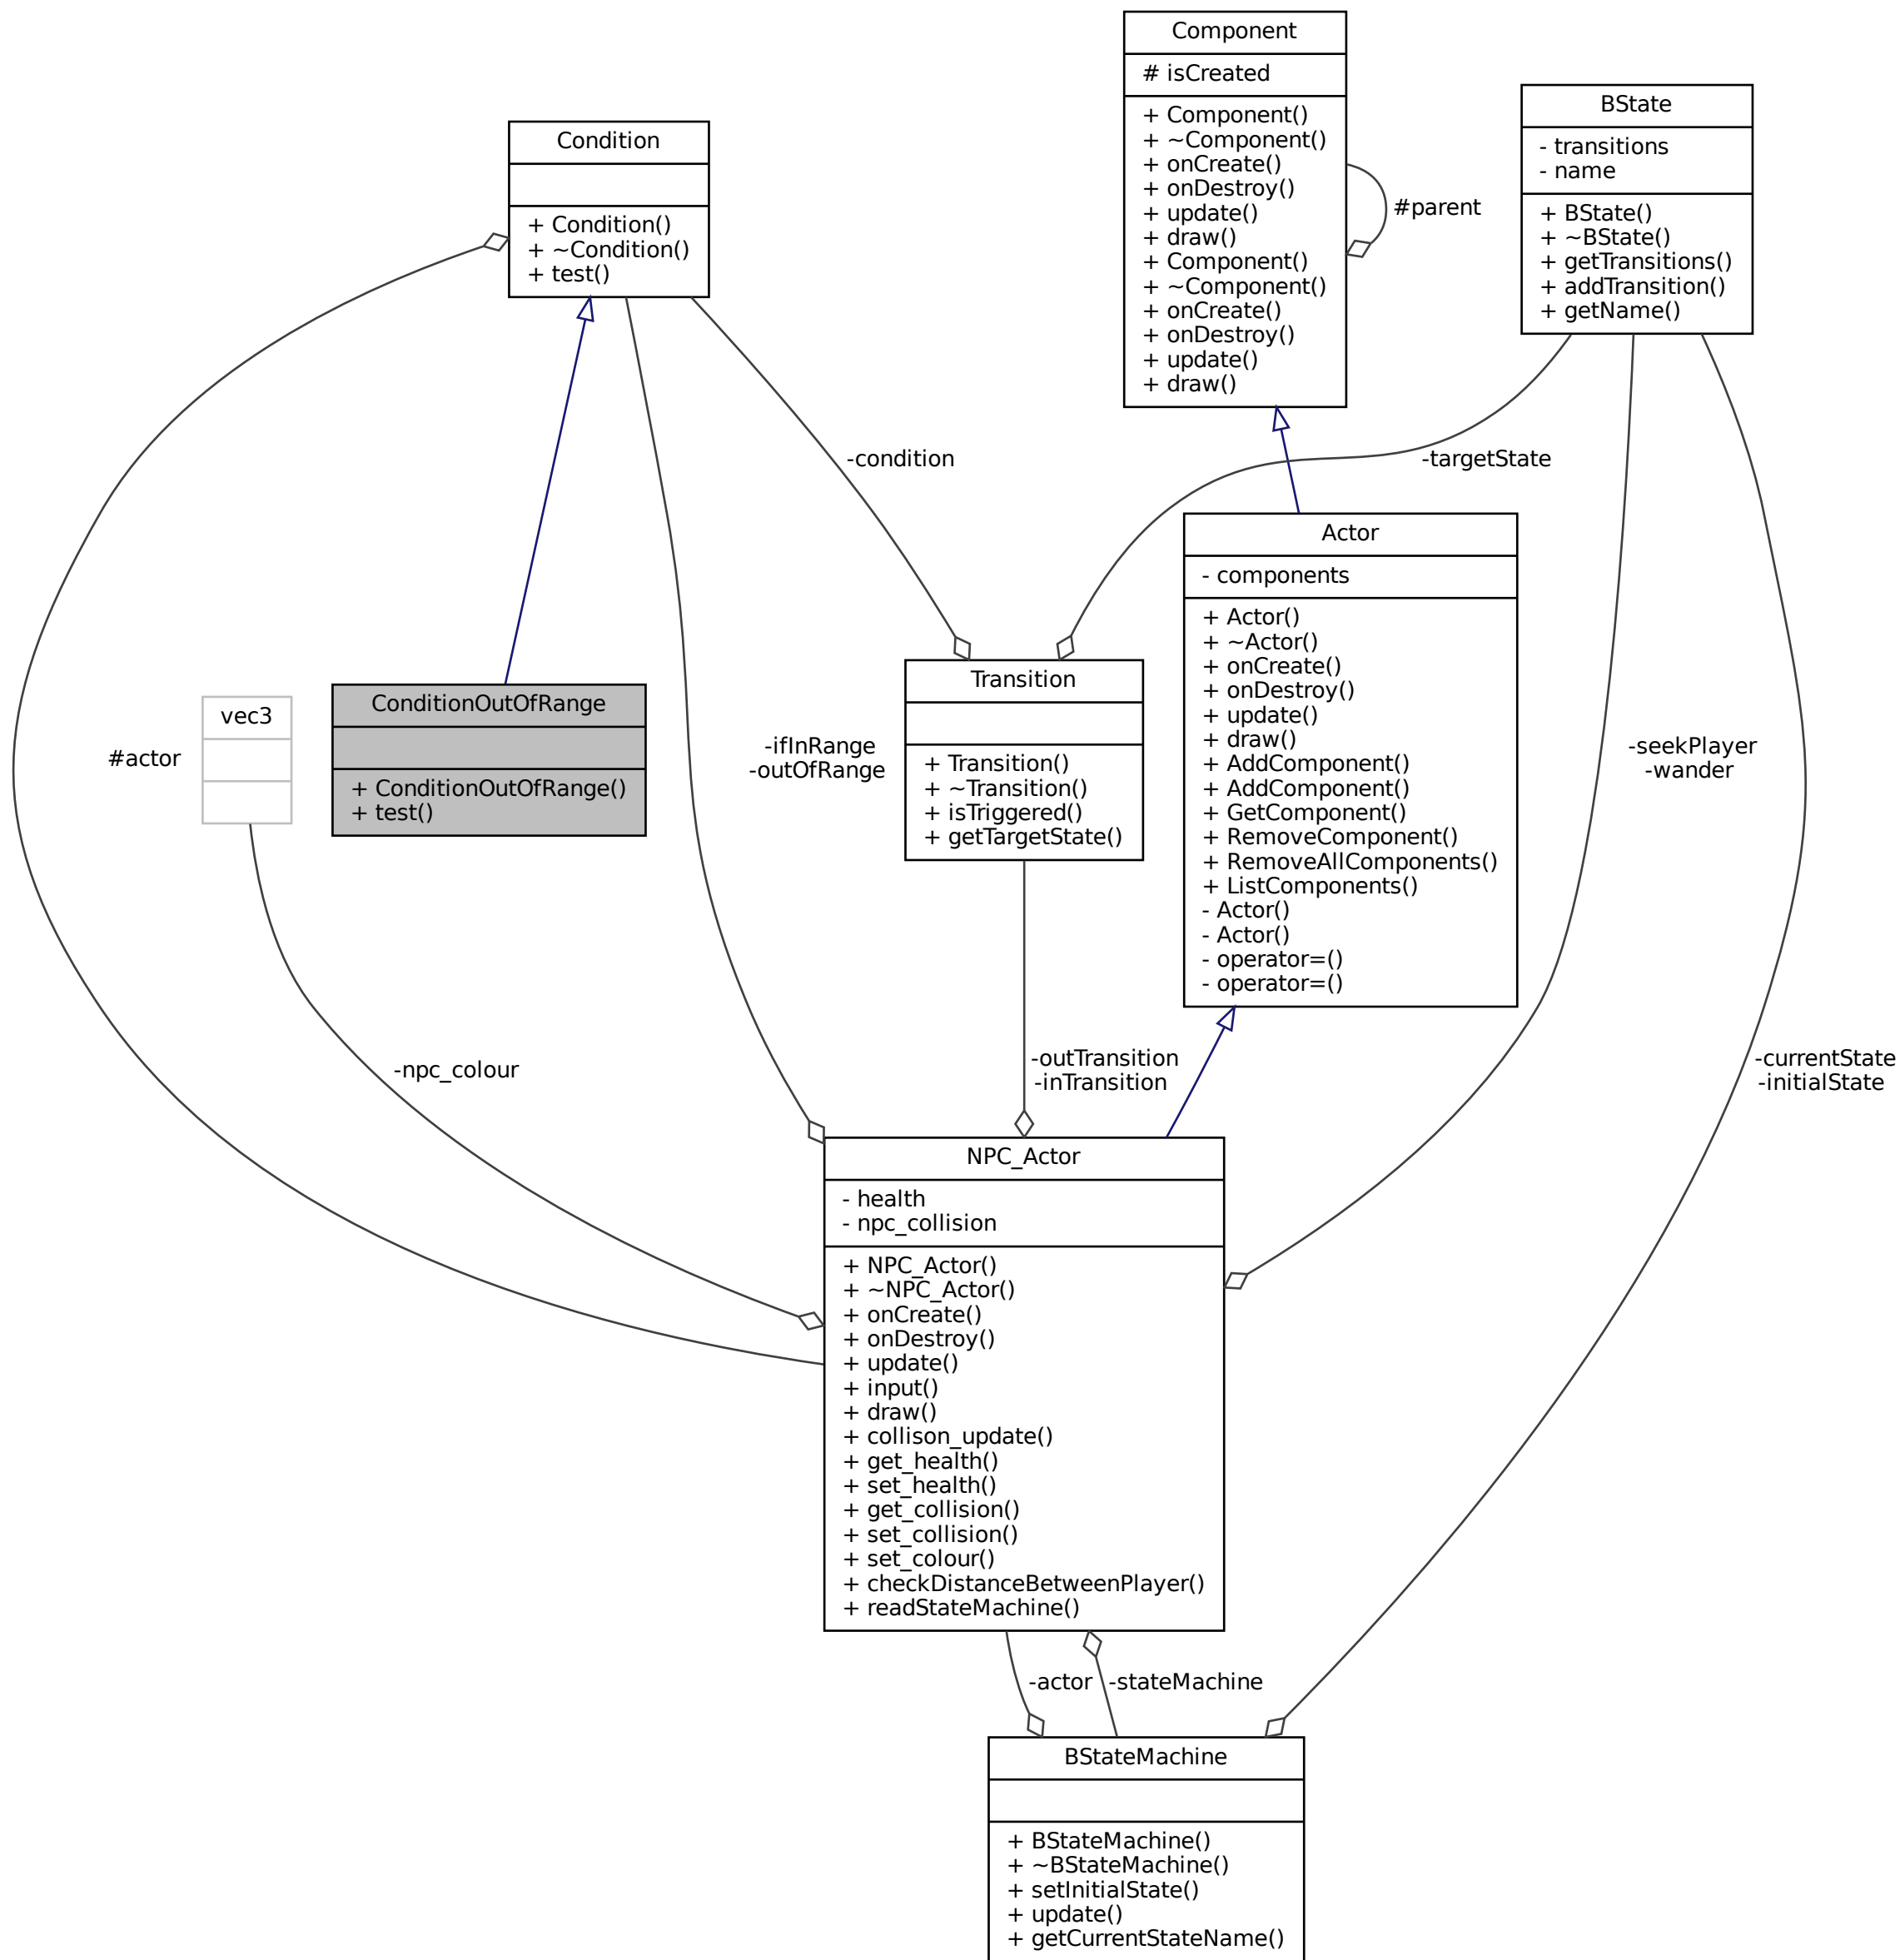 Component
# isCreated
+ Component()
+ ~Component()
+ onCreate()
+ onDestroy()
+ update()
+ draw()
+ Component()
+ ~Component()
+ onCreate()
+ onDestroy()
+ update()
+ draw()
#parent
BState
- transitions
- name
+ BState()
+ ~BState()
+ getTransitions()
+ addTransition()
+ getName()
Condition
+ Condition()
+ ~Condition()
+ test()
-condition
-targetState
Actor
- components
+ Actor()
+ ~Actor()
+ onCreate()
+ onDestroy()
+ update()
+ draw()
+ AddComponent()
+ AddComponent()
+ GetComponent()
+ RemoveComponent()
+ RemoveAllComponents()
+ ListComponents()
- Actor()
- Actor()
- operator=()
- operator=()
Transition
+ Transition()
+ ~Transition()
+ isTriggered()
+ getTargetState()
ConditionOutOfRange
+ ConditionOutOfRange()
+ test()
vec3
#actor
-ifInRange
-outOfRange
-seekPlayer
-wander
-npc_colour
-outTransition
-inTransition
-currentState
-initialState
NPC_Actor
- health
- npc_collision
+ NPC_Actor()
+ ~NPC_Actor()
+ onCreate()
+ onDestroy()
+ update()
+ input()
+ draw()
+ collison_update()
+ get_health()
+ set_health()
+ get_collision()
+ set_collision()
+ set_colour()
+ checkDistanceBetweenPlayer()
+ readStateMachine()
-actor
-stateMachine
BStateMachine
+ BStateMachine()
+ ~BStateMachine()
+ setInitialState()
+ update()
+ getCurrentStateName()